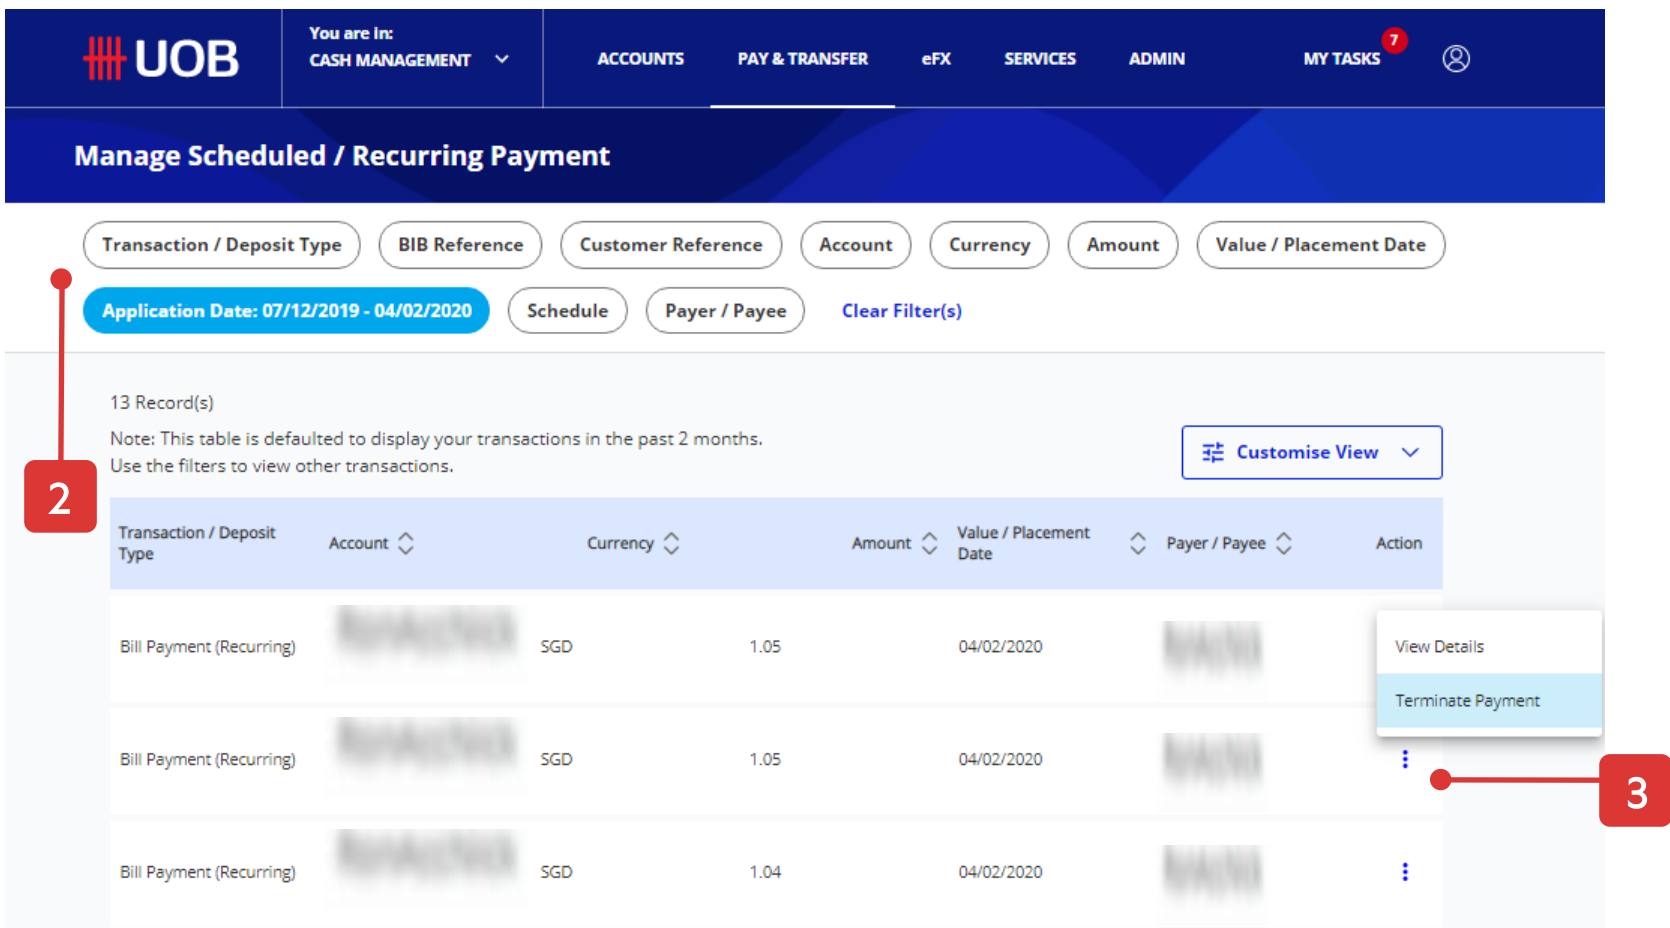 UOB
You are in:
CASH MANAGEMENT
ACCOUNTS
PAY & TRANSFER
eFX
SERVICES
ADMIN
MY TASKS
7
Manage Scheduled / Recurring Payment
Transaction / Deposit Type
BIB Reference
Customer Reference
Account
Currency
Amount
Value / Placement Date
Application Date: 07/12/2019 - 04/02/2020
Schedule
Payer / Payee
Clear Filter(s)
13 Record(s)
Note: This table is defaulted to display your transactions in the past 2 months.
Use the filters to view other transactions.
Customise View
2
Transaction / Deposit
Type
Account
Currency
Amount
Value / Placement
Date
Payer / Payee
Action
Bill Payment (Recurring)
SGD
1.05
04/02/2020
View Details
Terminate Payment
Bill Payment (Recurring)
SGD
1.05
04/02/2020
3
Bill Payment (Recurring)
SGD
1.04
04/02/2020